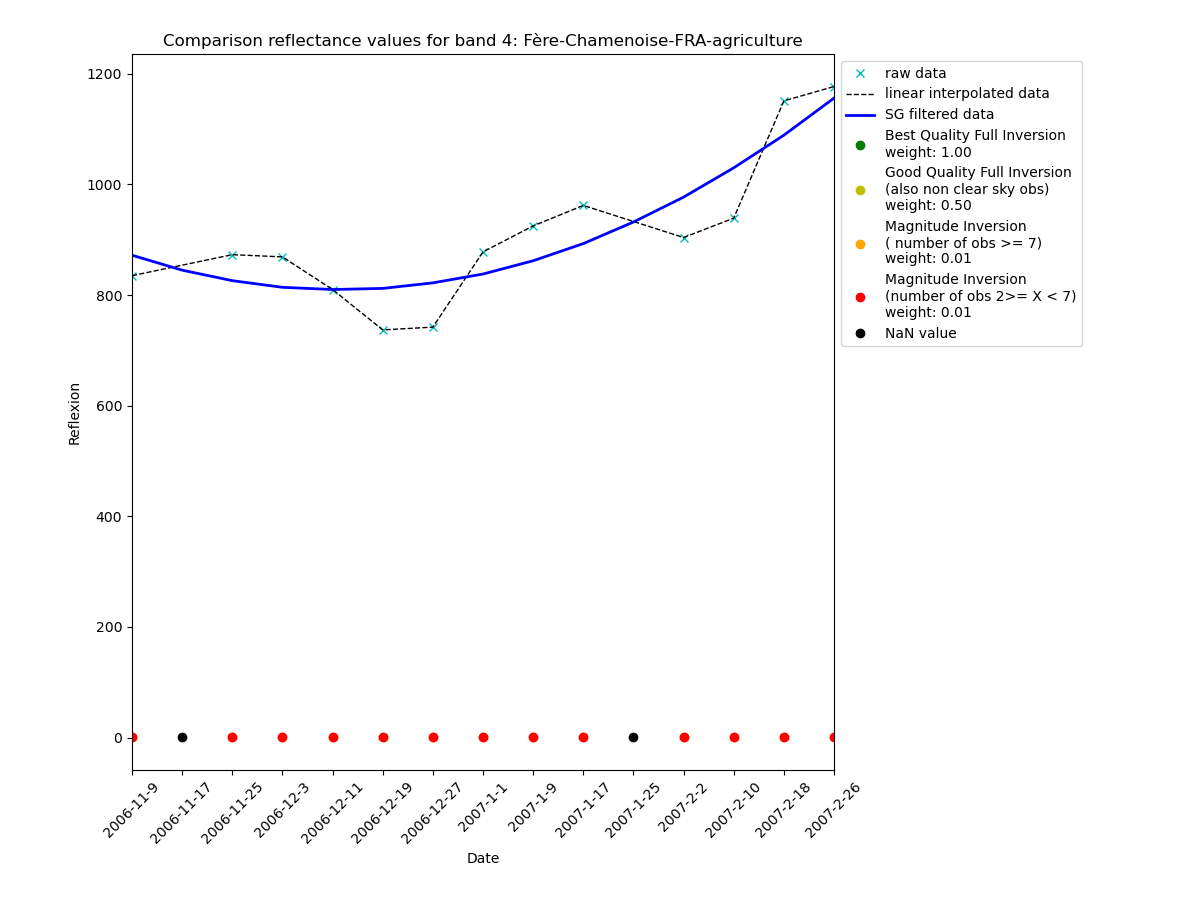 Comparison reflectance values for band 4: Fère-Chamenoise-FRA-agriculture
1200
1000
800
600
400
200
0
Reflexion
2006-11-9
2006-11-17
2006-11-25
2006-12-3
2006-12-11
2006-12-19
2006-12-27
2007-1-1
2007-1-9
2007-1-17
2007-1-25
2007-2-2
2007-2-10
2007-2-18
2007-2-26
Date
raw data
linear interpolated data
SG filtered data
Best Quality Full Inversion
weight: 1.00
Good Quality Full Inversion
(also non clear sky obs)
weight: 0.50
Magnitude Inversion
( number of obs >= 7)
weight: 0.01
Magnitude Inversion
(number of obs 2>= X < 7)
weight: 0.01
NaN value